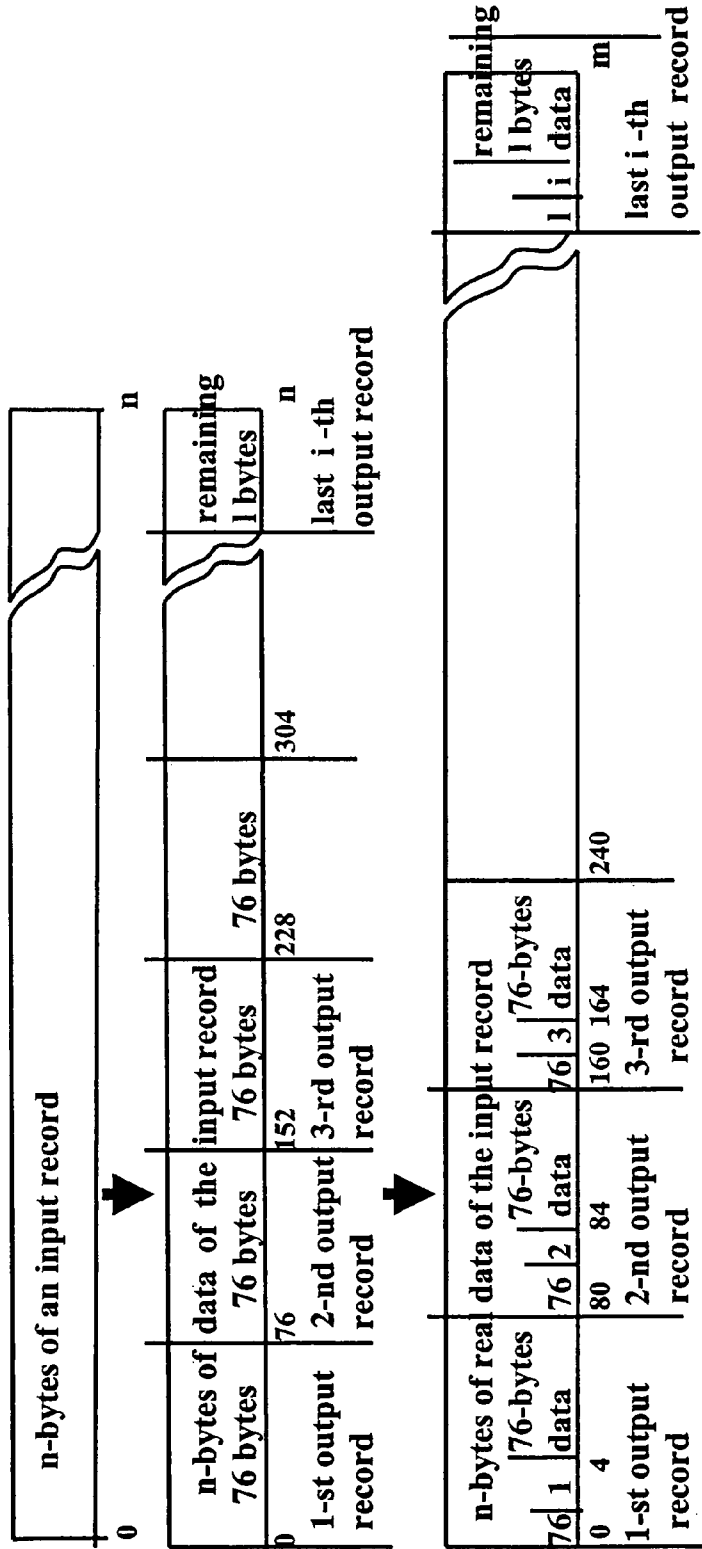 n-bytes of an input record
0 n
n-bytes of data of the input record
76 bytes 76 bytes 76 bytes 76 bytes remaining
l bytes
0 76 152 228 304 n
1-st output 2-nd output 3-rd output last i -th
record record record output record
n-bytes of real data of the input record
76 1 76-bytes data 76 2 76-bytes data 76 3 76-bytes data l i remaining l bytes data
0 4 80 84 160 164 240 m
1-st output 2-nd output 3-rd output last i -th
record record record output record